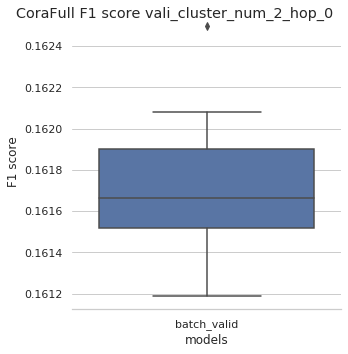 CoraFull F1 score vali_cluster_num_2_hop_0
0.1624
0.1622
0.1620
0.1618
0.1616
0.1614
0.1612
F1 score
batch_valid
models